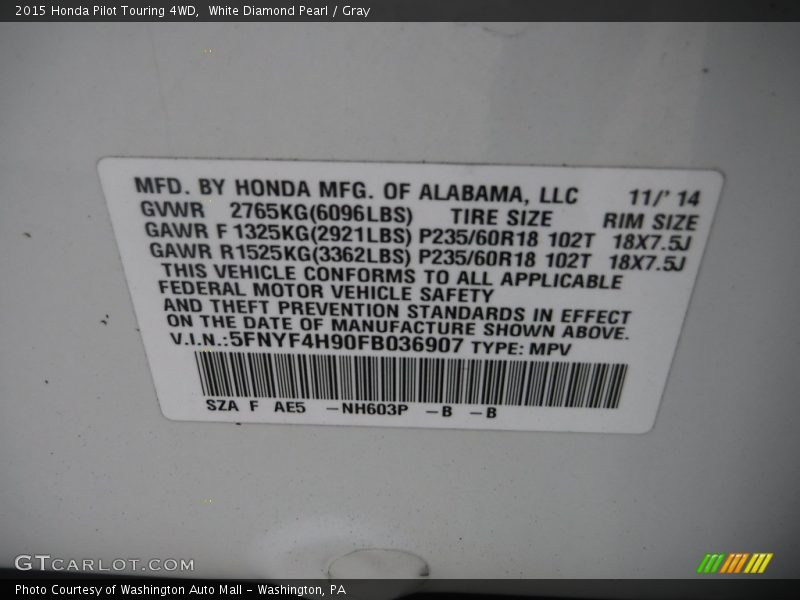 2015 Honda Pilot Touring 4WD,  White Diamond Pearl / Gray
MFD. BY HONDA MFG. OF ALABAMA, LLC 11/' 14
GVWR 2765KG(6096LBS) TIRE SIZE RIM SIZE
GAWR F 1325KG(2921LBS) P235/60R18 102T 18X7.5J
GAWR R1525KG(3362LBS) P235/60R18 102T 18X7.5J
THIS VEHICLE CONFORMS TO ALL APPLICABLE
FEDERAL MOTOR VEHICLE SAFETY
AND THEFT PREVENTION STANDARDS IN EFFECT
ON THE DATE OF MANUFACTURE SHOWN ABOVE.
V.I.N.:5FNYF4H90FB036907 TYPE: MPV
SZA F AE5 -NH603P -B -B
GTCARLOT.COM
Photo Courtesy of Washington Auto Mall - Washington, PA